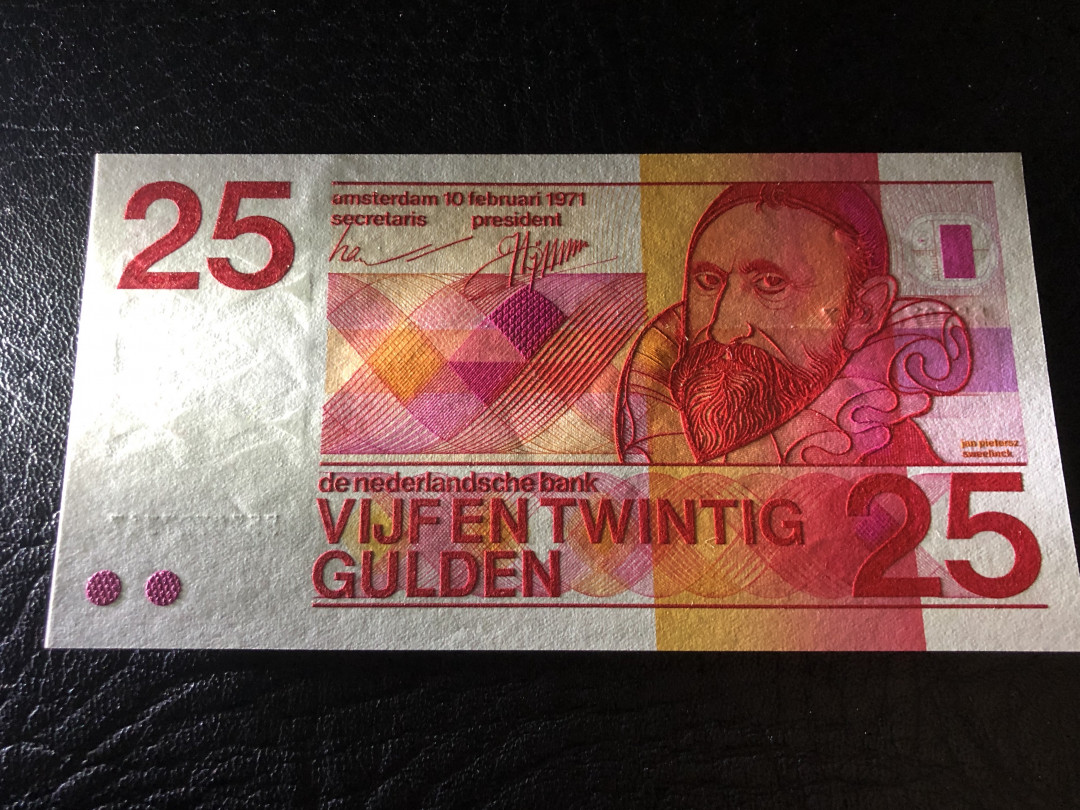 25
amsterdam 10 februari 1971
secretaris president
jan pietersz
sweelinck
de nederlandsche bank
VIJFENTWINTIG
GULDEN
25